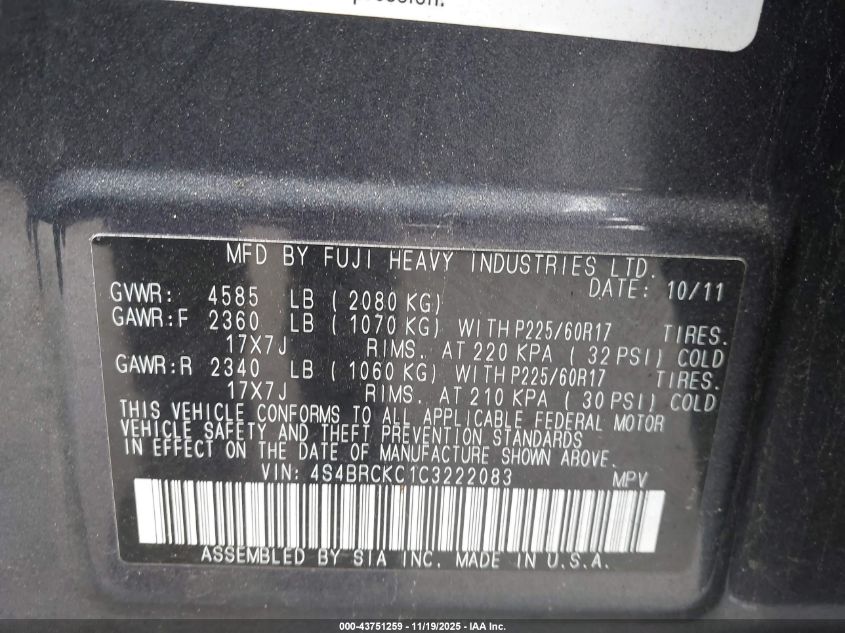 MFD BY FUJI HEAVY INDUSTRIES LTD.
DATE: 10/11
GVWR: 4585 LB ( 2080 KG)
GAWR:F 2360 LB ( 1070 KG) WITH P225/60R17 TIRES.
17X7J RIMS. AT 220 KPA ( 32 PSI) COLD
GAWR:R 2340 LB ( 1060 KG) WITH P225/60R17 TIRES.
17X7J RIMS. AT 210 KPA ( 30 PSI) COLD
THIS VEHICLE CONFORMS TO ALL APPLICABLE FEDERAL MOTOR
VEHICLE SAFETY AND THEFT PREVENTION STANDARDS
IN EFFECT ON THE DATE OF MANUFACTURE SHOWN ABOVE.
VIN: 4S4BRCKC1C3222083 MPV
ASSEMBLED BY SIA INC. MADE IN U.S.A.
000-43751259 - 11/19/2025 - IAA Inc.